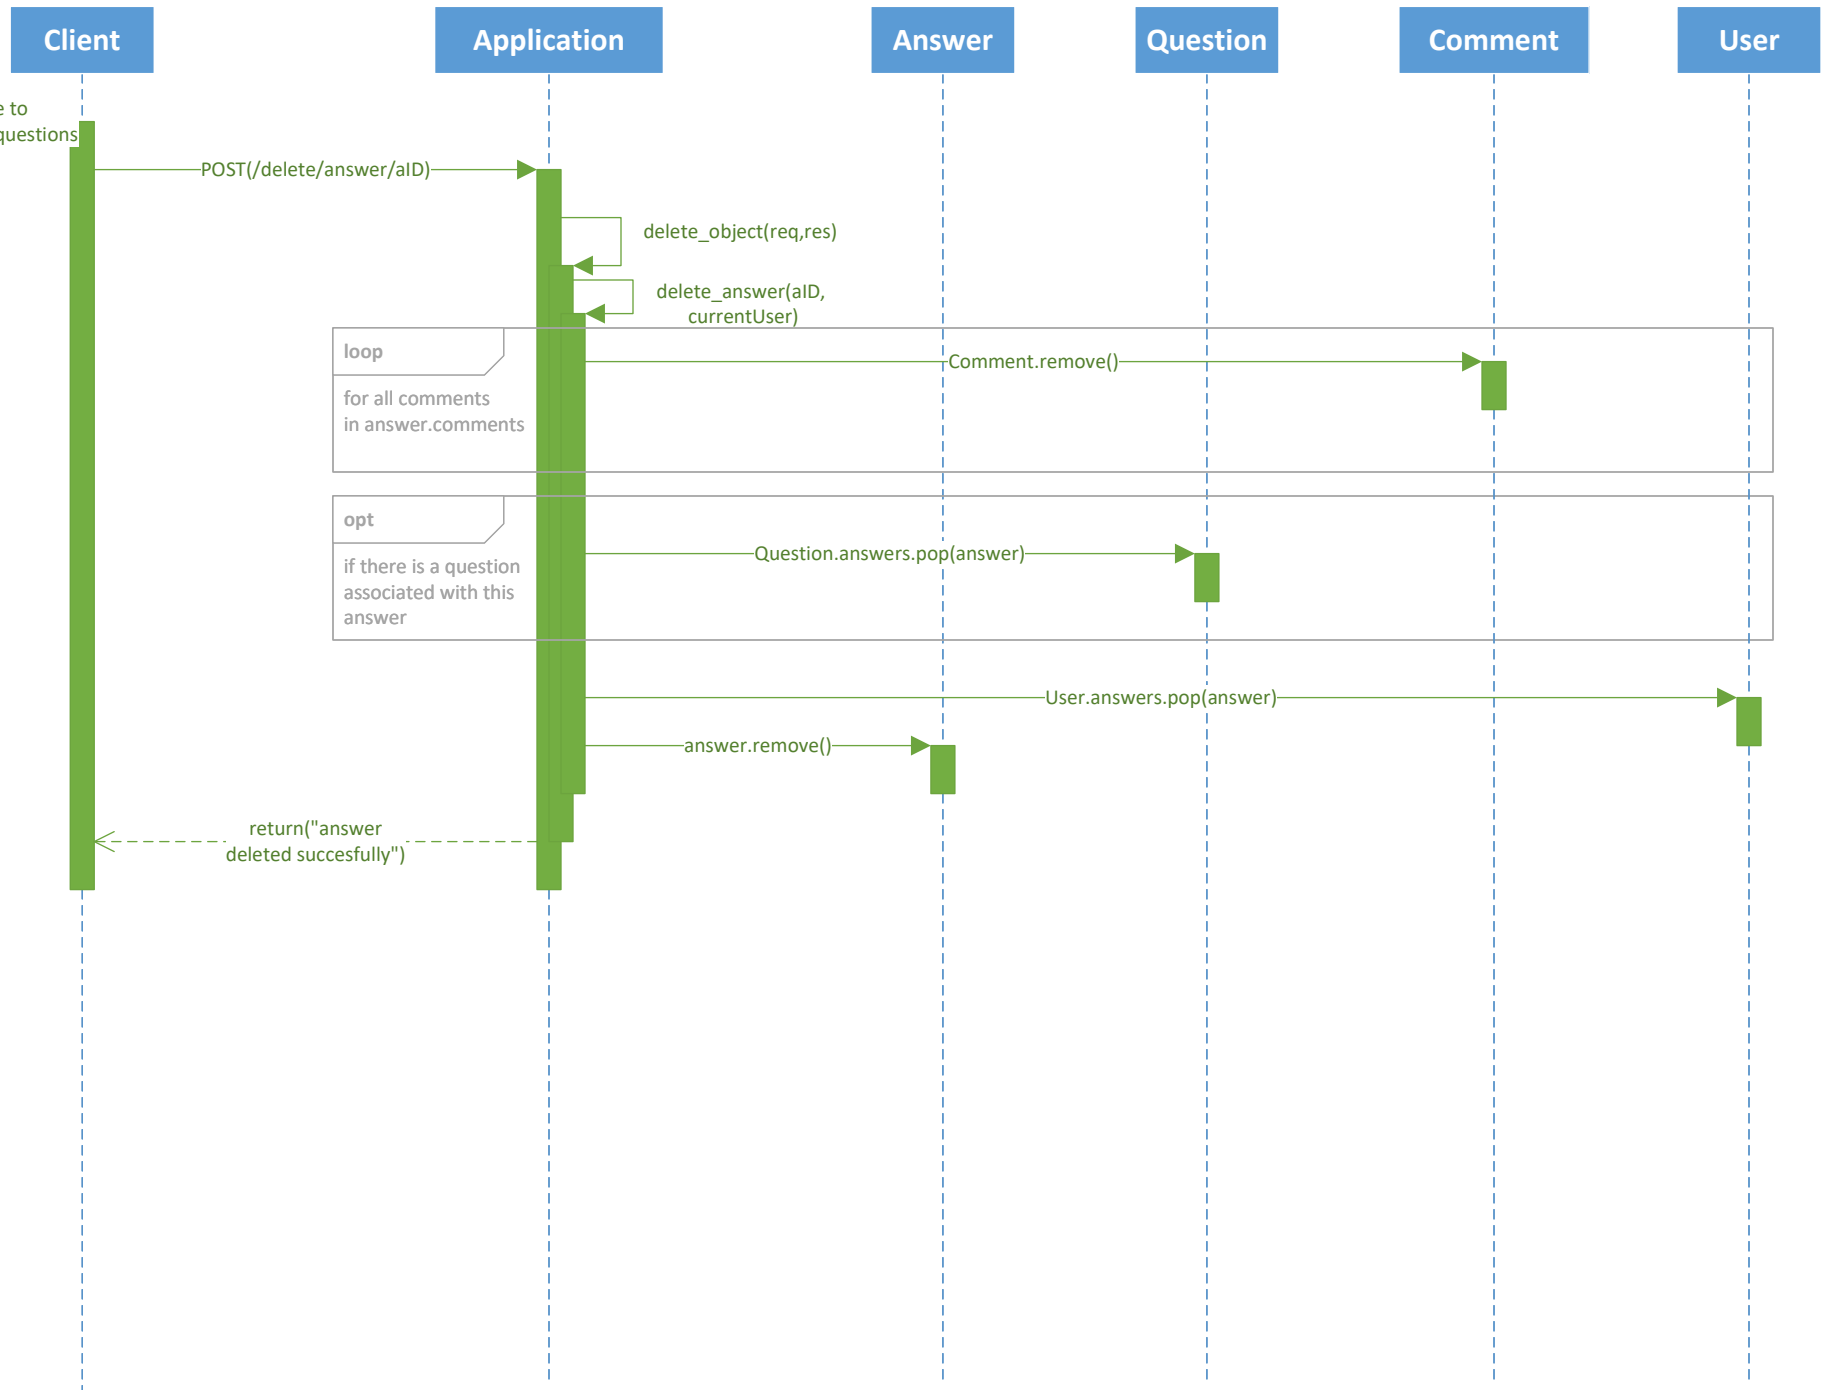 Client
Application
Answer
Question
Comment
User
to
questions
POST(/delete/answer/aID)
delete_object(req,res)
delete_answer(aID,
currentUser)
loop
for all comments
in answer.comments
Comment.remove()
opt
if there is a question
associated with this
answer
Question.answers.pop(answer)
User.answers.pop(answer)
answer.remove()
return("answer
deleted succesfully")